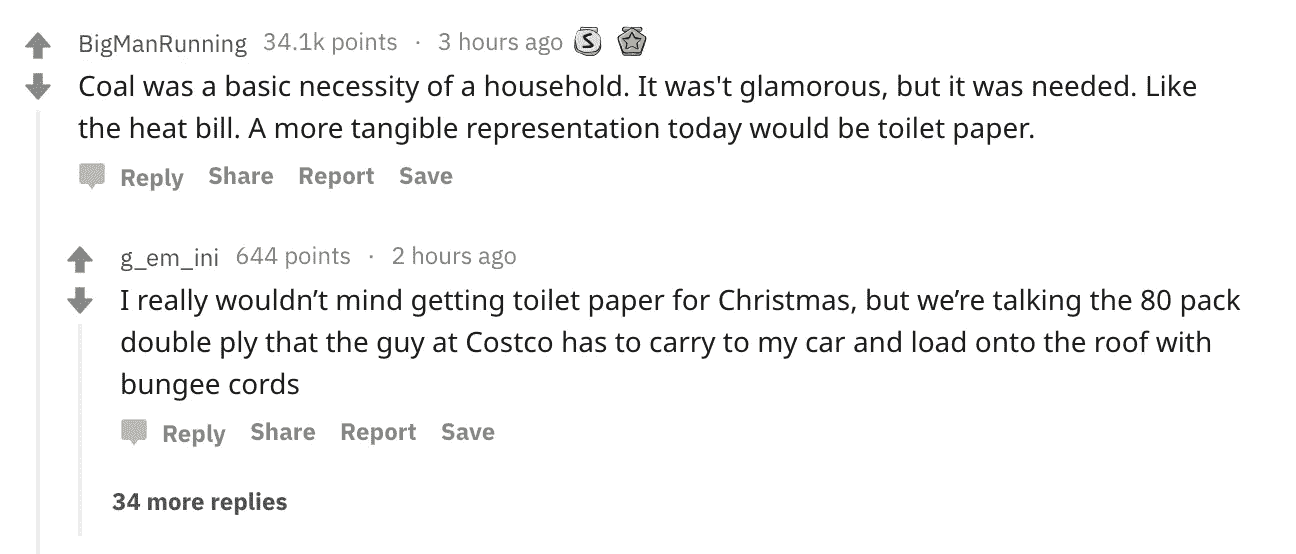 BigManRunning 34.1k points · 3 hours ago S
Coal was a basic necessity of a household. It was't glamorous, but it was needed. Like
the heat bill. A more tangible representation today would be toilet paper.
Reply Share Report Save
g_em_ini 644 points · 2 hours ago
I really wouldn’t mind getting toilet paper for Christmas, but we’re talking the 80 pack
double ply that the guy at Costco has to carry to my car and load onto the roof with
bungee cords
Reply Share Report Save
34 more replies